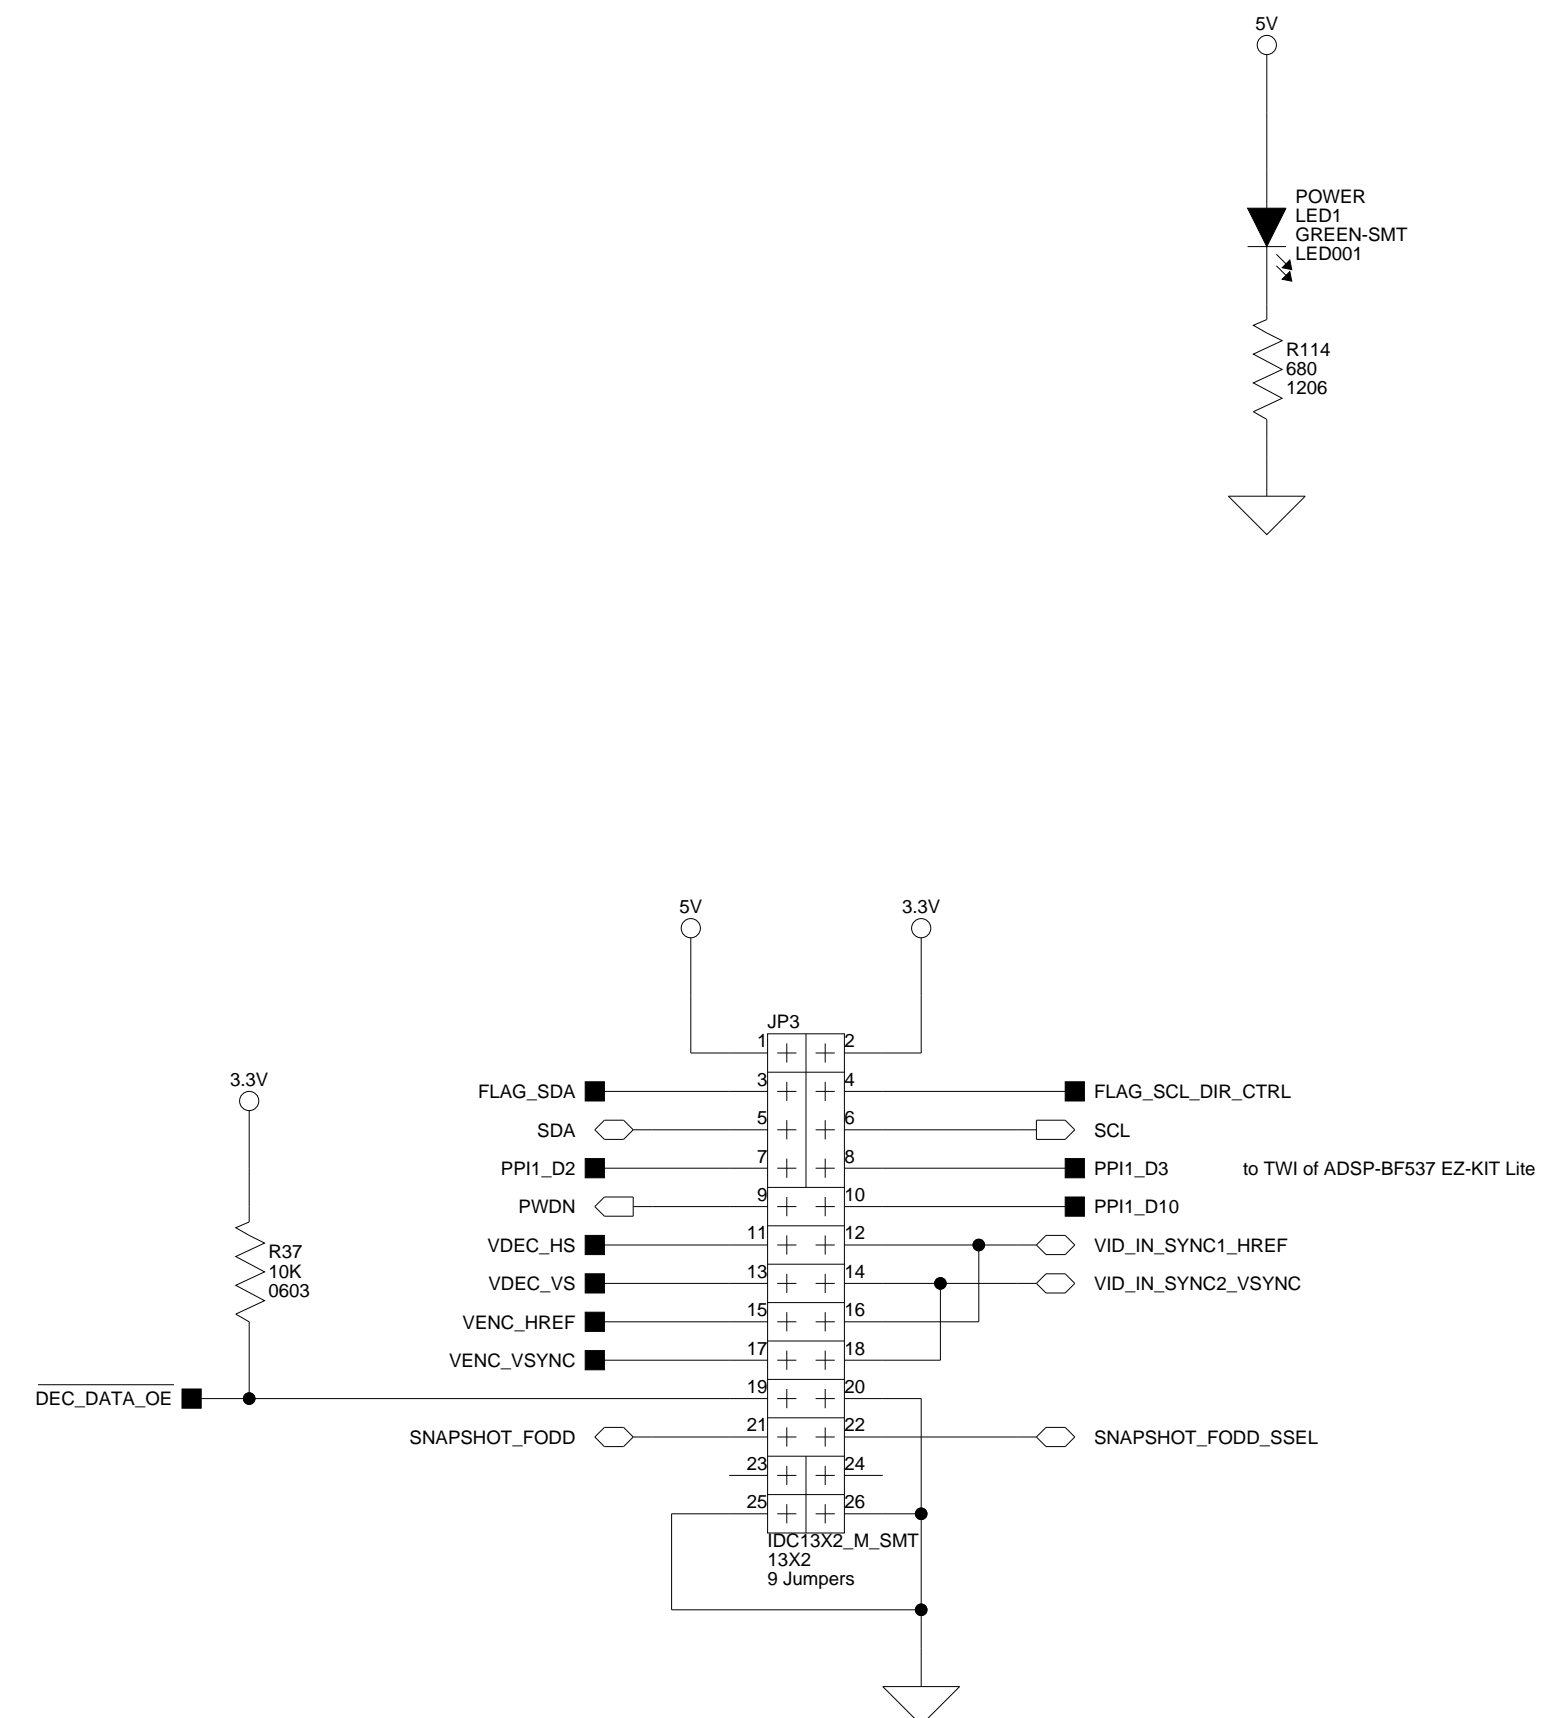 5V
POWER
LED1
GREEN-SMT
LED001
R114
680
1206
5V
3.3V
JP3
1
2
3.3V
FLAG_SDA
3
4
FLAG_SCL_DIR_CTRL
SDA
5
6
SCL
PPI1_D2
7
8
PPI1_D3
to TWI of ADSP-BF537 EZ-KIT Lite
PWDN
9
10
PPI1_D10
VDEC_HS
11
12
VID_IN_SYNC1_HREF
R37
10K
0603
VDEC_VS
13
14
VID_IN_SYNC2_VSYNC
VENC_HREF
15
16
VENC_VSYNC
17
18
DEC_DATA_OE
19
20
SNAPSHOT_FODD
21
22
SNAPSHOT_FODD_SSEL
23
24
25
26
IDC13X2_M_SMT
13X2
9 Jumpers